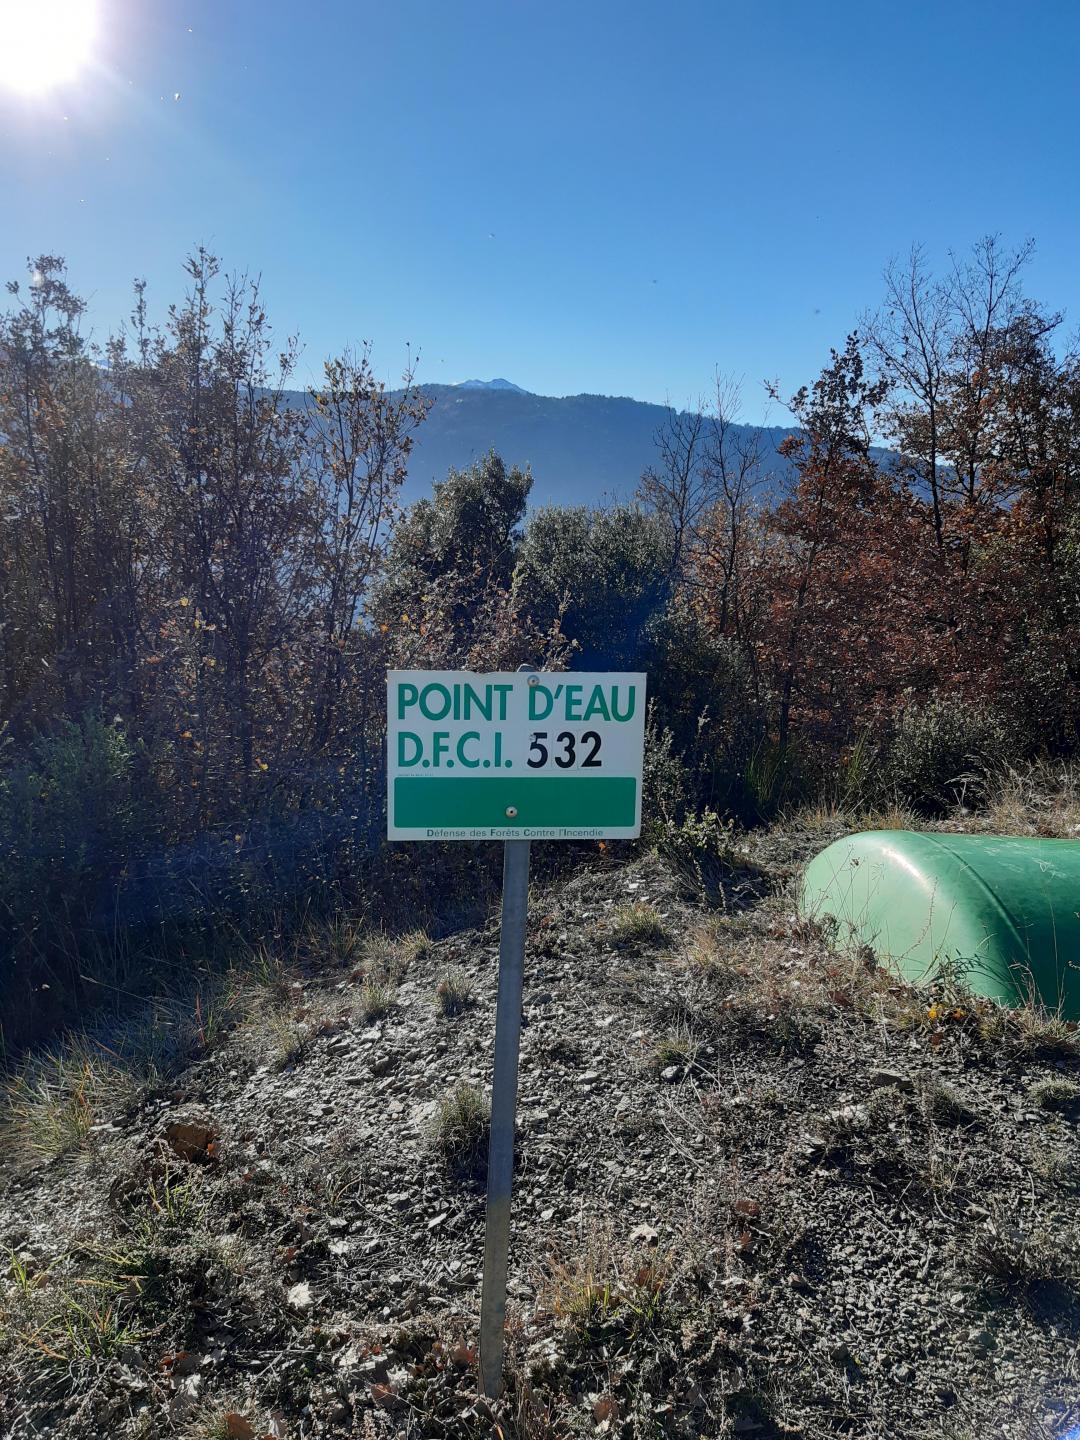 POINT D'EAU
D.F.C.I. 532
Défense des Forêts Contre l'Incendie